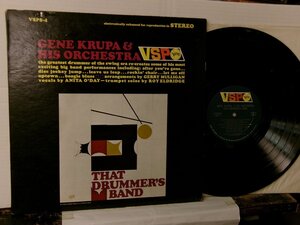 VSPS-4
electronically enhanced for reproduction in STEREO
GENE KRUPA &
HIS ORCHESTRA
VSP
the greatest drummer of the swing era re-creates some of his most
exciting big band performances including: after you've gone...
disc jockey jump...leave us leap...rockin' chair...let me off
uptown...boogie blues arrangements by GERRY MULLIGAN
vocals by ANITA O'DAY—trumpet solos by ROY ELDRIDGE
THAT
DRUMMER'S
BAND
VSP